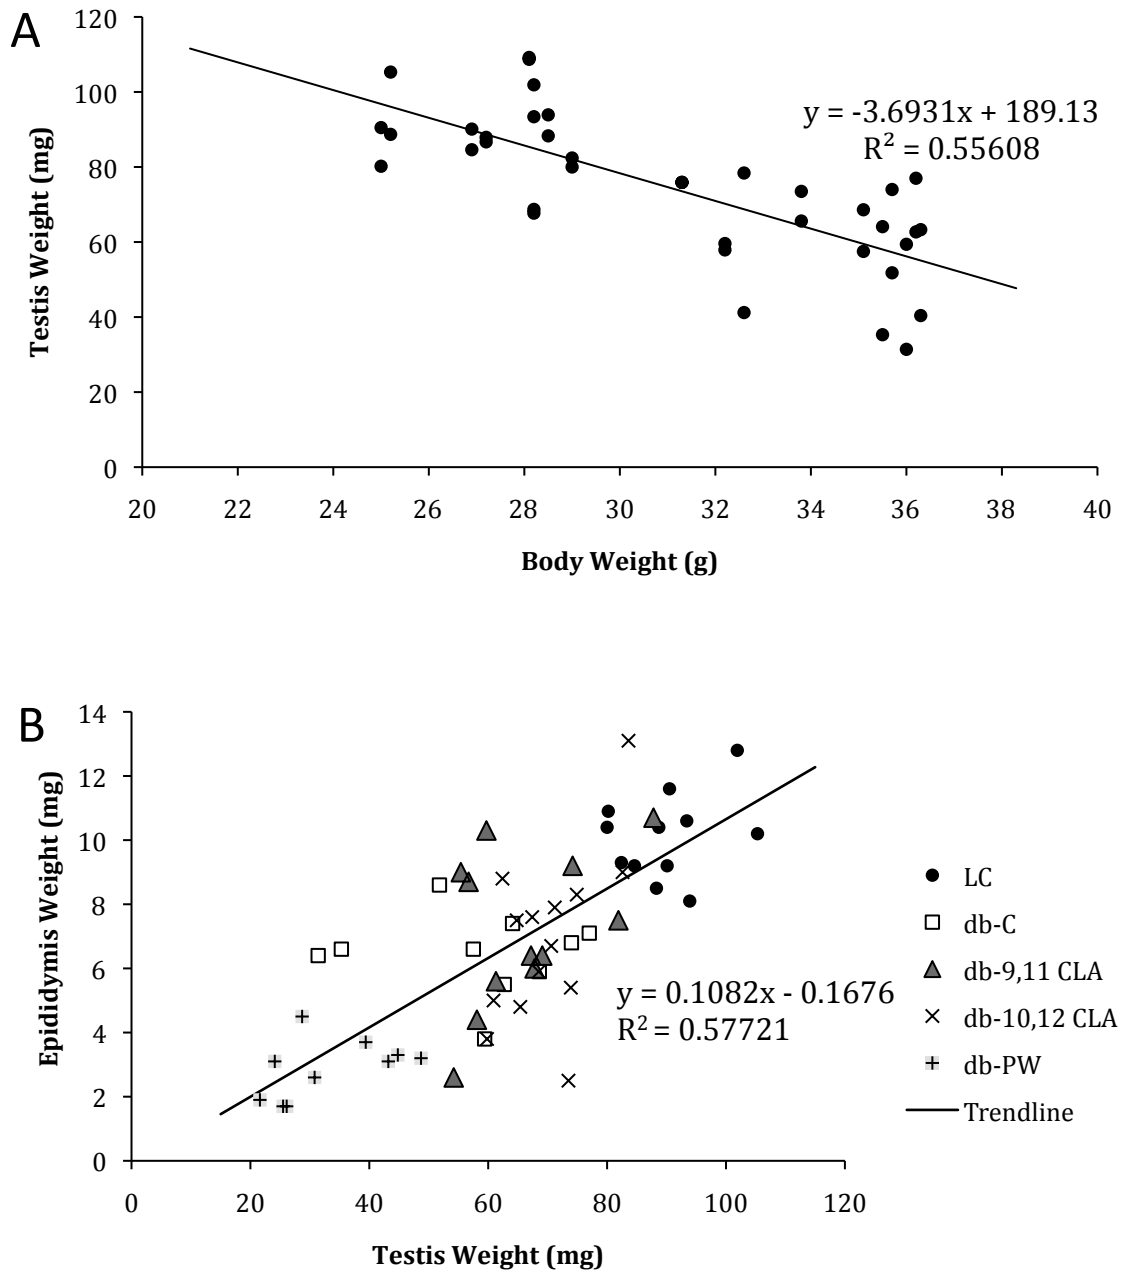 A
120
100
80
60
40
20
0
Testis Weight (mg)
y = -3.6931x + 189.13
R² = 0.55608
20 22 24 26 28 30 32 34 36 38 40
Body Weight (g)
B
14
12
10
8
6
4
2
0
Epididymis Weight (mg)
y = 0.1082x - 0.1676
R² = 0.57721
LC
db-C
db-9,11 CLA
db-10,12 CLA
db-PW
Trendline
0 20 40 60 80 100 120
Testis Weight (mg)